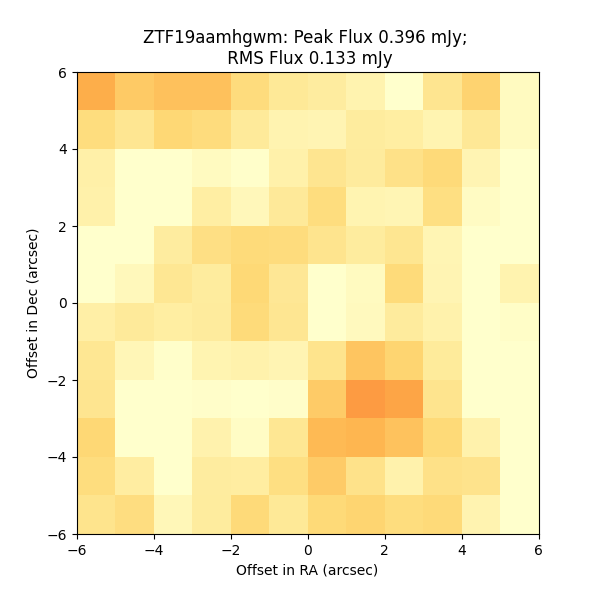 ZTF19aamhgwm: Peak Flux 0.396 mJy;
RMS Flux 0.133 mJy
6
4
2
0
−2
−4
−6
Offset in Dec (arcsec)
−6 −4 −2 0 2 4 6
Offset in RA (arcsec)